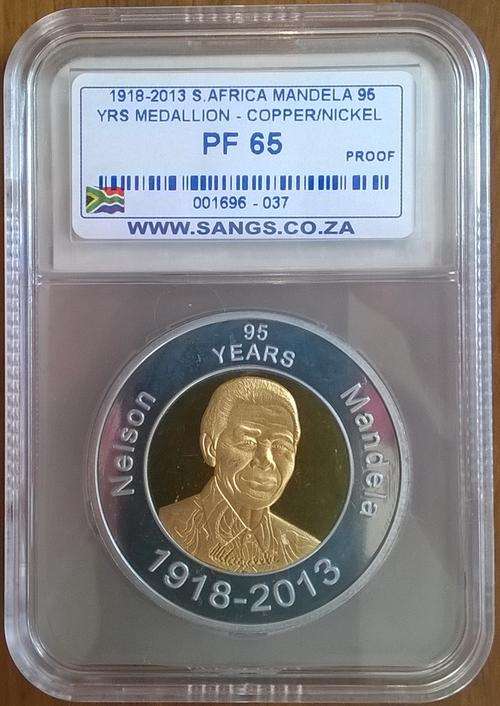 1918-2013 S.AFRICA MANDELA 95
YRS MEDALLION - COPPER/NICKEL
PF 65
PROOF
001696 - 037
WWW.SANGS.CO.ZA
95
YEARS
Nelson Mandela
1918-2013